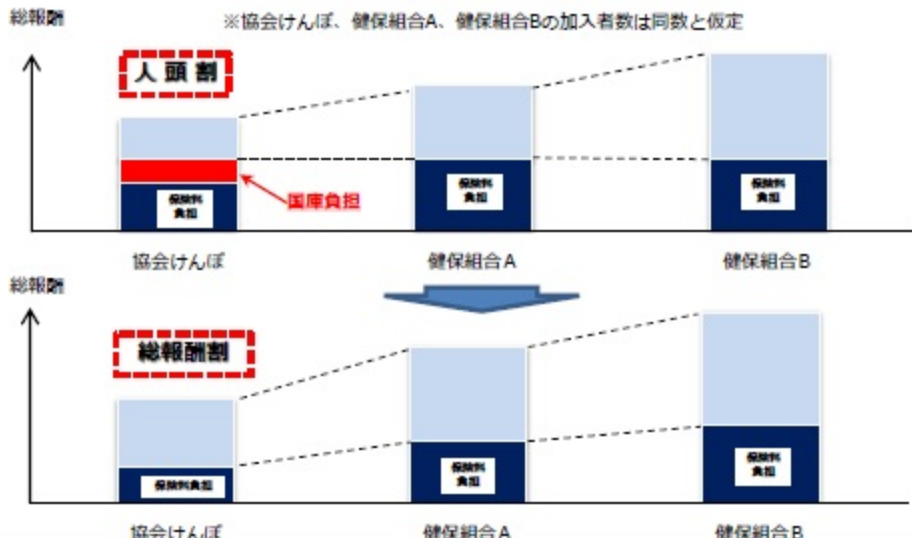 総報酬
※協会けんぽ、健保組合A、健保組合Bの加入者数は同数と仮定
人頭割
保険料
負担
国庫負担
保険料
負担
保険料
負担
協会けんぽ
健保組合A
健保組合B
総報酬
総報酬割
保険料負担
保険料
負担
保険料
負担
協会けんぽ
健保組合A
健保組合B